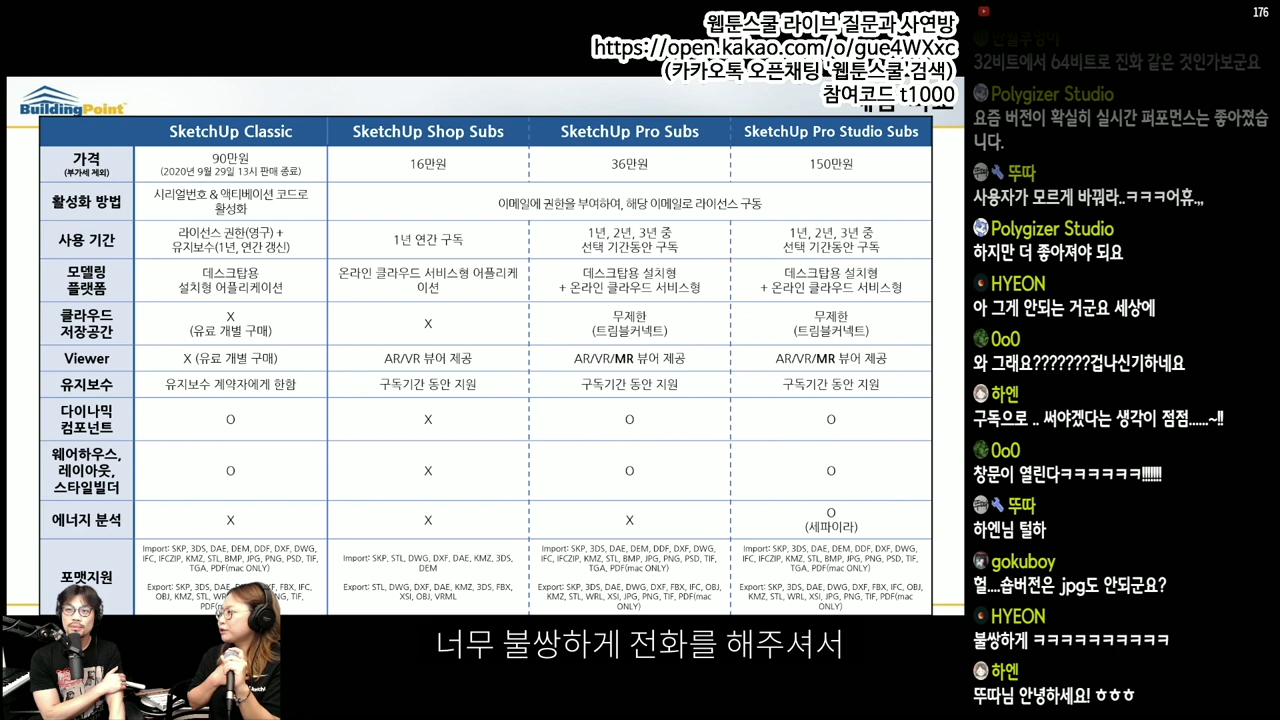 웹툰스쿨 라이브 질문과 사연방
https://open.kakao.com/o/gue4WXxc
(카카오톡 오픈채팅 '웹툰스쿨'검색)
참여코드 t1000
176
BuildingPoint
SketchUp Classic
SketchUp Shop Subs
SketchUp Pro Subs
SketchUp Pro Studio Subs
가격
(부가세 제외)
90만원
(2020년 9월 29일 13시 판매 종료)
16만원
36만원
150만원
활성화 방법
시리얼번호 & 액티베이션 코드로
활성화
이메일에 권한을 부여하여, 해당 이메일로 라이선스 구동
사용 기간
라이선스 권한(영구) +
유지보수(1년, 연간 갱신)
1년 연간 구독
1년, 2년, 3년 중
선택 기간동안 구독
1년, 2년, 3년 중
선택 기간동안 구독
모델링
플랫폼
데스크탑용
설치형 어플리케이션
온라인 클라우드 서비스형 어플리케
이션
데스크탑용 설치형
+ 온라인 클라우드 서비스형
데스크탑용 설치형
+ 온라인 클라우드 서비스형
클라우드
저장공간
X
(유료 개별 구매)
X
무제한
(트림블커넥트)
무제한
(트림블커넥트)
Viewer
X (유료 개별 구매)
AR/VR 뷰어 제공
AR/VR/MR 뷰어 제공
AR/VR/MR 뷰어 제공
유지보수
유지보수 계약자에게 한함
구독기간 동안 지원
구독기간 동안 지원
구독기간 동안 지원
다이나믹
컴포넌트
O
X
O
O
웨어하우스,
레이아웃,
스타일빌더
O
X
O
O
에너지 분석
X
X
X
O
(세파이라)
포맷지원
Import: SKP, 3DS, DAE, DEM, DDF, DXF, DWG,
IFC, IFCZIP, KMZ, STL, BMP, JPG, PNG, PSD, TIF,
TGA, PDF(mac ONLY)
Export: SKP, 3DS, DAE, FBX, IFC,
OBJ, KMZ, STL, TIF,
Import: SKP, STL, DWG, DXF, DAE, KMZ, 3DS,
DEM
Export: STL, DWG, DXF, DAE, KMZ, 3DS, FBX,
XSI, OBJ, VRML
Import: SKP, 3DS, DAE, DEM, DDF, DXF, DWG,
IFC, IFCZIP, KMZ, STL, BMP, JPG, PNG, PSD, TIF,
TGA, PDF(mac ONLY)
Export: SKP, 3DS, DAE, DWG, DXF, FBX, IFC, OBJ,
KMZ, STL, WRL, XSI, JPG, PNG, TIF, PDF(mac
ONLY)
Import: SKP, 3DS, DAE, DEM, DDF, DXF, DWG,
IFC, IFCZIP, KMZ, STL, BMP, JPG, PNG, PSD, TIF,
TGA, PDF(mac ONLY)
Export: SKP, 3DS, DAE, DWG, DXF, FBX, IFC, OBJ,
KMZ, STL, WRL, XSI, JPG, PNG, TIF, PDF(mac
ONLY)
너무 불쌍하게 전화를 해주셔서
32비트에서 64비트로 진화 같은 것인가보군요
Polygizer Studio
요즘 버전이 확실히 실시간 퍼포먼스는 좋아졌습
니다.
뚜따
사용자가 모르게 바꿔라..ㅋㅋㅋ어휴.,,
Polygizer Studio
하지만 더 좋아져야 되요
HYEON
아 그게 안되는 거군요 세상에
0o0
와 그래요???????겁나신기하네요
하엔
구독으로 .. 써야겠다는 생각이 점점......~!!
0o0
창문이 열린다ㅋㅋㅋㅋㅋㅋ!!!!!!!
뚜따
하엔님 털하
gokuboy
헐....숍버전은 jpg도 안되군요?
HYEON
불쌍하게 ㅋㅋㅋㅋㅋㅋㅋㅋㅋㅋ
하엔
뚜따님 안녕하세요! ㅎㅎㅎ